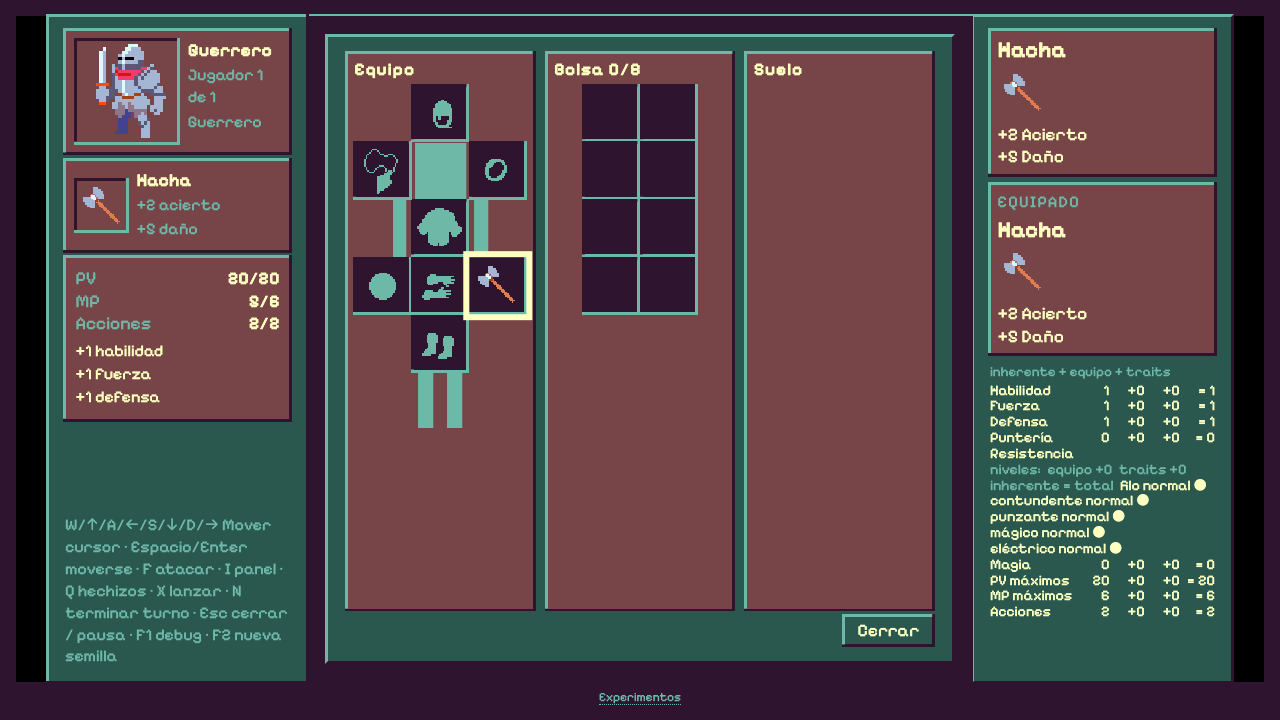 Guerrero
Jugador 1
de 1
Guerrero
Hacha
+2 acierto
+5 daño
PV 20/20
MP 6/6
Acciones 2/2
+1 habilidad
+1 fuerza
+1 defensa
W/↑/A/←/S/↓/D/→ Mover
cursor · Espacio/Enter
moverse · F atacar · I panel ·
Q hechizos · X lanzar · N
terminar turno · Esc cerrar
/ pausa · F1 debug · F2 nueva
semilla
Equipo
Bolsa 0/8
Suelo
Cerrar
Hacha
+2 Acierto
+5 Daño
EQUIPADO
Hacha
+2 Acierto
+5 Daño
inherente + equipo + traits
Habilidad 1 +0 +0 = 1
Fuerza 1 +0 +0 = 1
Defensa 1 +0 +0 = 1
Puntería 0 +0 +0 = 0
Resistencia
niveles: equipo +0 traits +0
inherente = total filo normal
contundente normal
punzante normal
mágico normal
eléctrico normal
Magia 0 +0 +0 = 0
PV máximos 20 +0 +0 = 20
MP máximos 6 +0 +0 = 6
Acciones 2 +0 +0 = 2
Experimentos